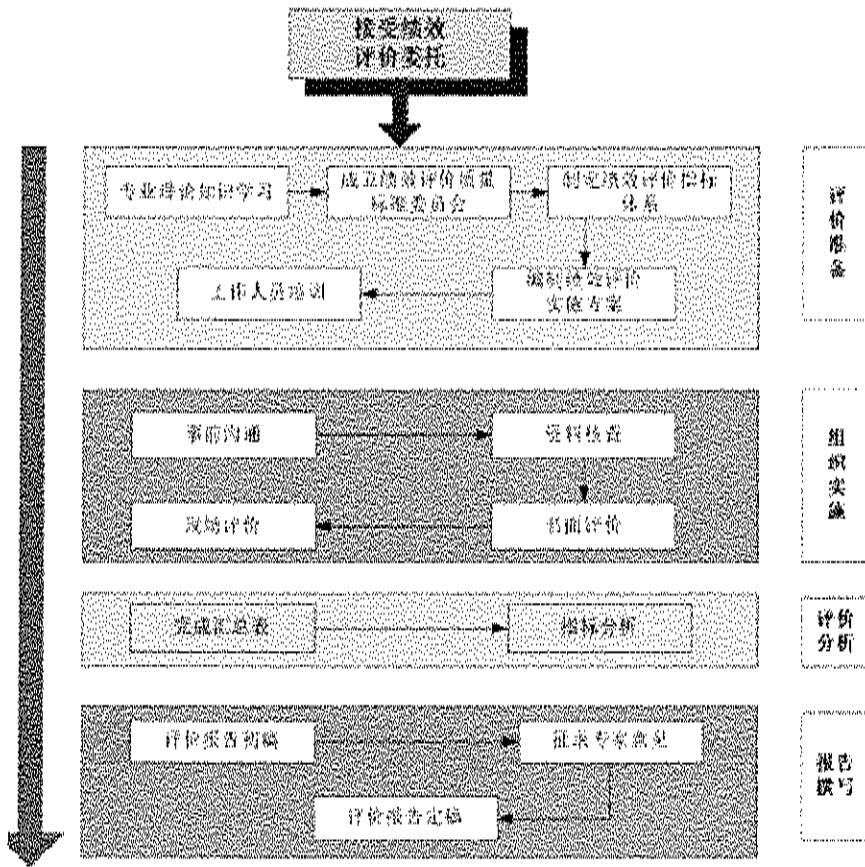 接受绩效
评价委托
专业理论知识学习
成立绩效评价质量
标准委员会
制定绩效评价指标
体系
工作人员培训
编制绩效评价
实施方案
评
价
准
备
事前沟通
资料核查
现场评价
书面评价
组
织
实
施
完成汇总表
指标分析
评价
分析
评价报告初稿
征求专家意见
评价报告定稿
报告
撰写